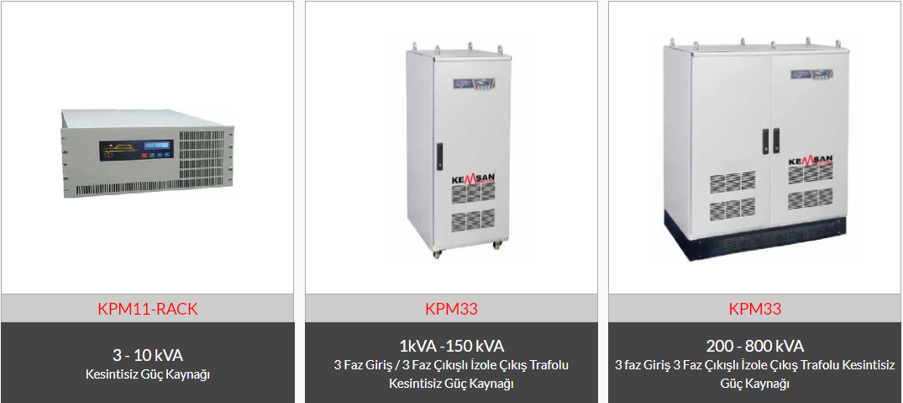 KEMSAN
KEMSAN
KPM11-RACK
KPM33
KPM33
3 - 10 kVA
Kesintisiz Güç Kaynağı
1kVA -150 kVA
3 Faz Giriş / 3 Faz Çıkışlı İzole Çıkış Trafolu
Kesintisiz Güç Kaynağı
200 - 800 kVA
3 faz Giriş 3 Faz Çıkışlı İzole Çıkış Trafolu Kesintisiz
Güç Kaynağı